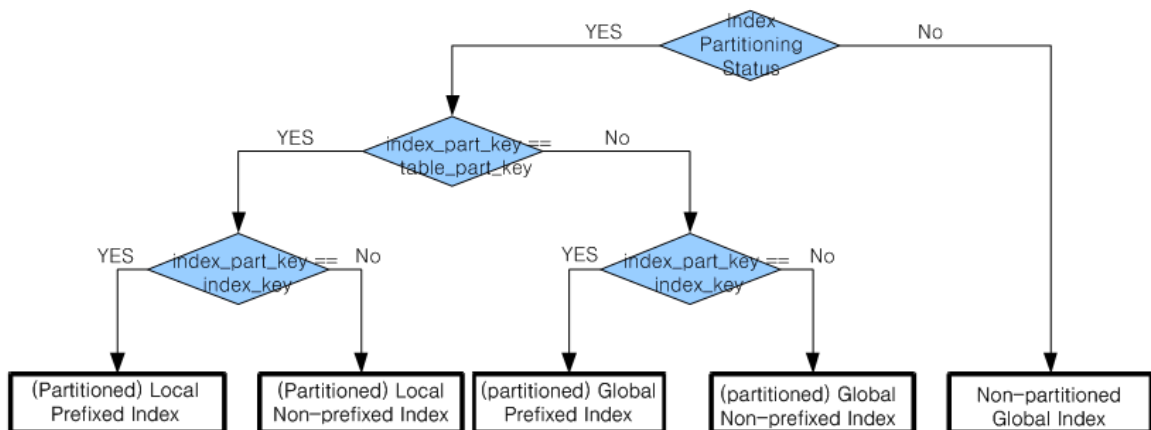 Index
Partitioning
Status
YES
No
index_part_key ==
table_part_key
YES
No
index_part_key ==
index_key
YES
No
index_part_key ==
index_key
YES
No
(Partitioned) Local
Prefixed Index
(Partitioned) Local
Non-prefixed Index
(partitioned) Global
Prefixed Index
(partitioned) Global
Non-prefixed Index
Non-partitioned
Global Index